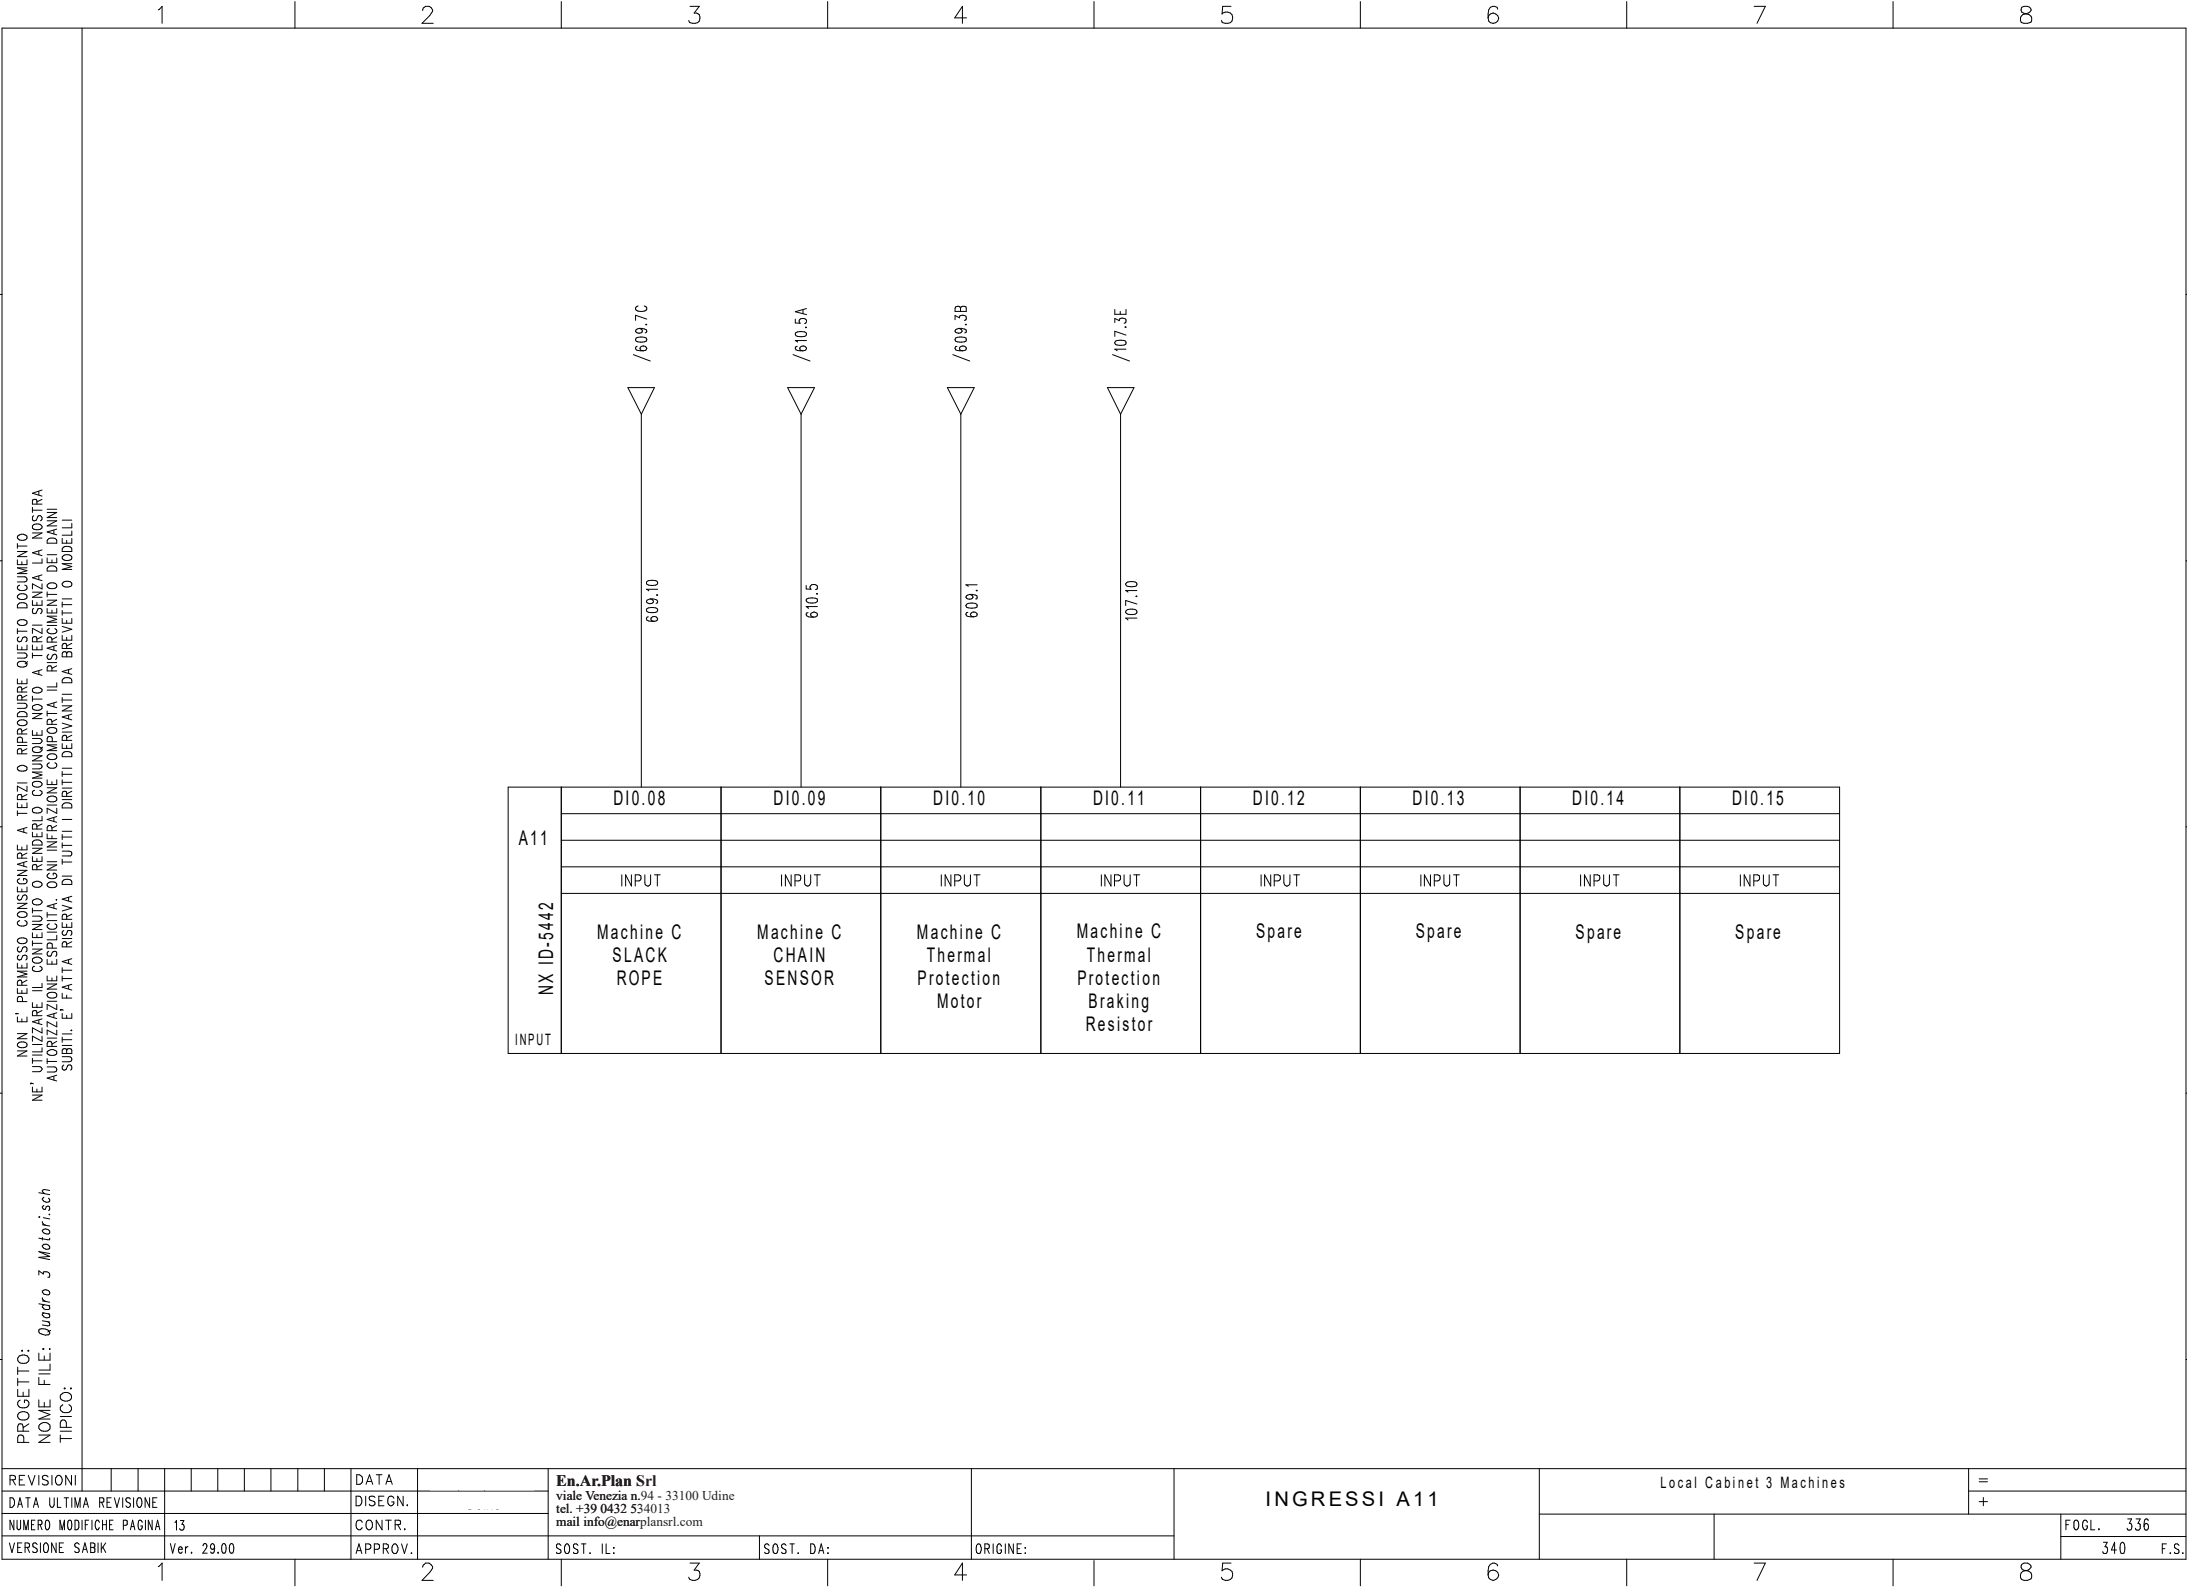 1 2 3 4 5 6 7 8
/609.7C /610.5A /609.3B /107.3E
609.10 610.5 609.1 107.10
NON E' PERMESSO CONSEGNARE A TERZI O RIPRODURRE QUESTO DOCUMENTO
NE' UTILIZZARE IL CONTENUTO O RENDERLO COMUNQUE NOTO A TERZI SENZA LA NOSTRA
AUTORIZZAZIONE ESPLICITA. OGNI INFRAZIONE COMPORTA IL RISARCIMENTO DEI DANNI
SUBITI. E' FATTA RISERVA DI TUTTI I DIRITTI DERIVANTI DA BREVETTI O MODELLI
PROGETTO:
NOME FILE: Quadro 3 Motori.sch
TIPICO:
A11
NX ID-5442
INPUT
DI0.08 DI0.09 DI0.10 DI0.11 DI0.12 DI0.13 DI0.14 DI0.15
INPUT INPUT INPUT INPUT INPUT INPUT INPUT INPUT
Machine C
SLACK
ROPE
Machine C
CHAIN
SENSOR
Machine C
Thermal
Protection
Motor
Machine C
Thermal
Protection
Braking
Resistor
Spare
Spare
Spare
Spare
REVISIONI
DATA ULTIMA REVISIONE
NUMERO MODIFICHE PAGINA 13
VERSIONE SABIK Ver. 29.00
DATA
DISEGN.
CONTR.
APPROV.
En.Ar.Plan Srl
viale Venezia n.94 - 33100 Udine
tel. +39 0432 534013
mail info@enarplansrl.com
SOST. IL: SOST. DA: ORIGINE:
INGRESSI A11
Local Cabinet 3 Machines
=
+
FOGL. 336
340 F.S.
1 2 3 4 5 6 7 8